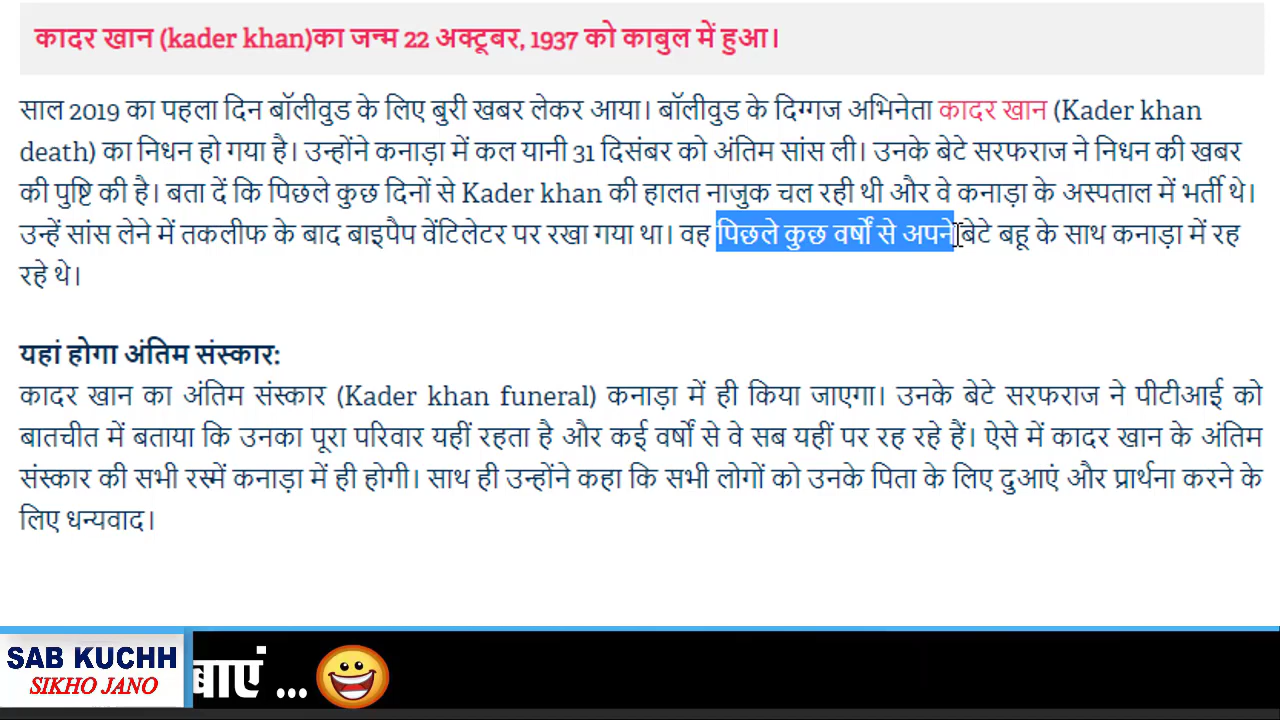 कादर खान (kader khan)का जन्म 22 अक्टूबर, 1937 को काबुल में हुआ।
साल 2019 का पहला दिन बॉलीवुड के लिए बुरी खबर लेकर आया। बॉलीवुड के दिग्गज अभिनेता कादर खान (Kader khan
death) का निधन हो गया है। उन्होंने कनाड़ा में कल यानी 31 दिसंबर को अंतिम सांस ली। उनके बेटे सरफराज ने निधन की खबर
की पुष्टि की है। बता दें कि पिछले कुछ दिनों से Kader khan की हालत नाजुक चल रही थी और वे कनाड़ा के अस्पताल में भर्ती थे।
उन्हें सांस लेने में तकलीफ के बाद बाइपैप वेंटिलेटर पर रखा गया था। वह पिछले कुछ वर्षों से अपने बेटे बहू के साथ कनाड़ा में रह
रहे थे।
यहां होगा अंतिम संस्कार:
कादर खान का अंतिम संस्कार (Kader khan funeral) कनाड़ा में ही किया जाएगा। उनके बेटे सरफराज ने पीटीआई को
बातचीत में बताया कि उनका पूरा परिवार यहीं रहता है और कई वर्षों से वे सब यहीं पर रह रहे हैं। ऐसे में कादर खान के अंतिम
संस्कार की सभी रस्में कनाड़ा में ही होगी। साथ ही उन्होंने कहा कि सभी लोगों को उनके पिता के लिए दुआएं और प्रार्थना करने के
लिए धन्यवाद।
SAB KUCHH
SIKHO JANO
बाएं ...